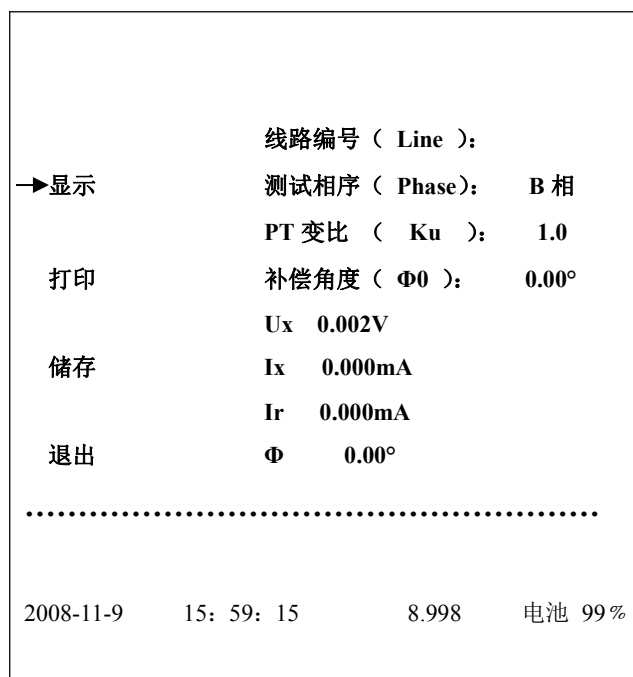 线路编号（ Line ）：
显示 测试相序（ Phase）： B 相
PT 变比 （ Ku ）： 1.0
打印 补偿角度（ Φ0 ）： 0.00°
Ux 0.002V
储存 Ix 0.000mA
Ir 0.000mA
退出 Φ 0.00°
2008-11-9 15：59：15 8.998 电池 99％